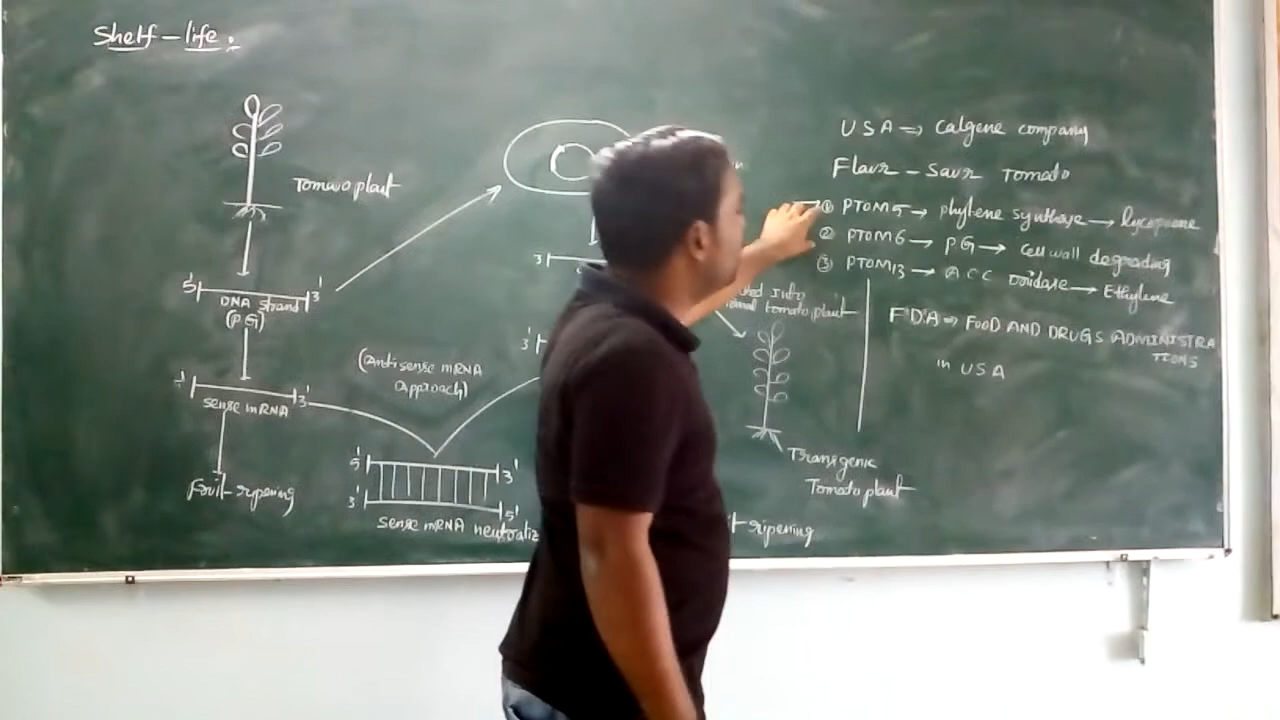 Shelf-life.
Tomato plant
5' 3'
DNA strand
(PG)
5' 3'
sense mRNA
Fruit-ripening
(Antisense mRNA
approach)
5' 3'
3' 5'
sense mRNA
3
3'
Into
tomato plant
Transgenic
Tomato plant
ripening
USA => Calgene company
Flavr-Savr Tomato
① PTOM5 → phytene synthase → lycopene
② PTOM6 → PG → cell wall degrading
③ PTOM13 → ACC oxidase → Ethylene
FDA => FOOD AND DRUGS ADMINISTRA
TIONS
in USA